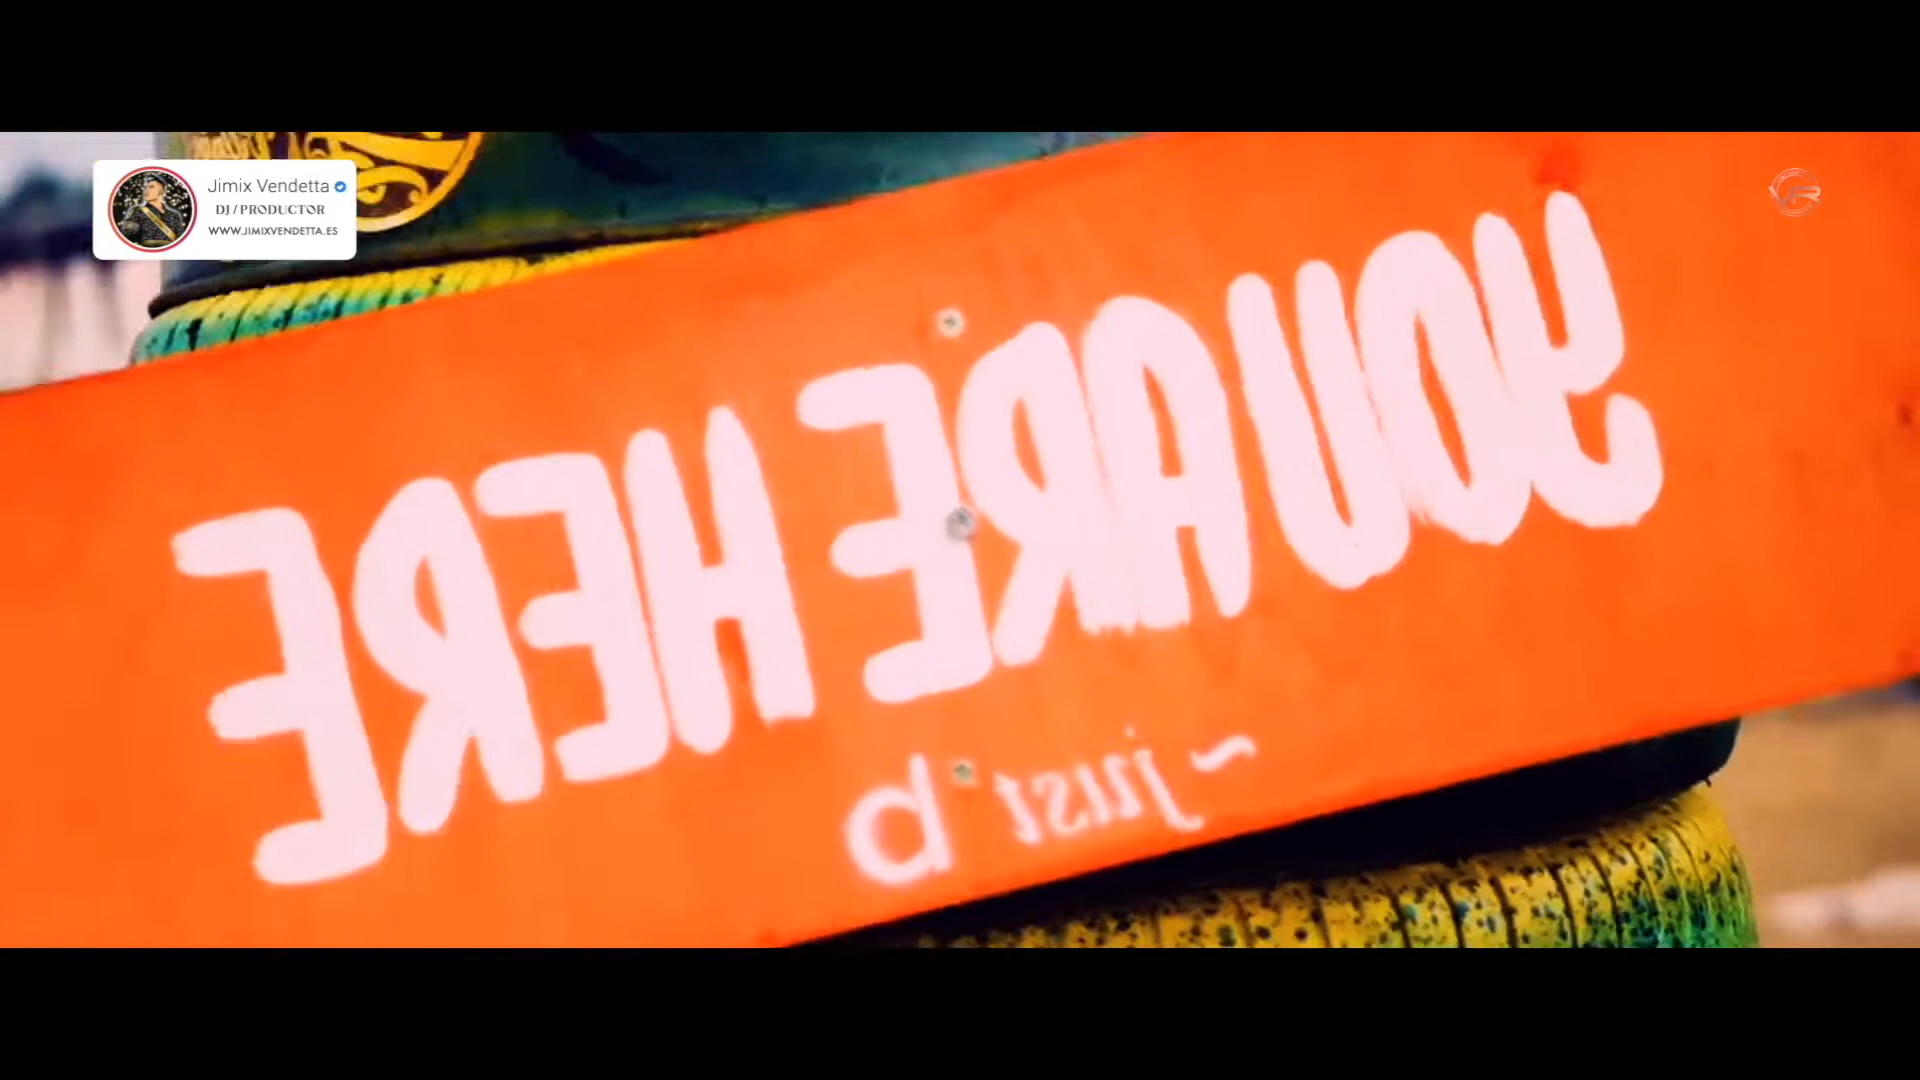 Jimix Vendetta
DJ / PRODUCTOR
WWW.JIMIXVENDETTA.ES
YOU ARE HERE
~ just